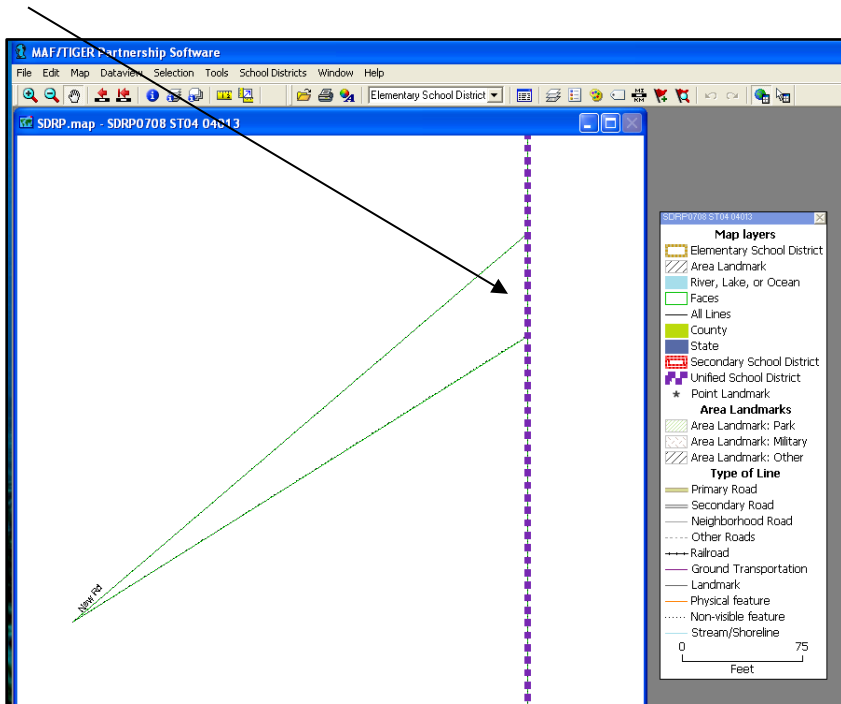 MAF/TIGER Partnership Software
File Edit Map Dataview Selection Tools School Districts Window Help
Elementary School District
MI
KM
SDRP.map - SDRP0708 ST04 04013
New Rd
SDRP0708 ST04 04013
Map layers
Elementary School District
Area Landmark
River, Lake, or Ocean
Faces
All Lines
County
State
Secondary School District
Unified School District
Point Landmark
Area Landmarks
Area Landmark: Park
Area Landmark: Military
Area Landmark: Other
Type of Line
Primary Road
Secondary Road
Neighborhood Road
Other Roads
Railroad
Ground Transportation
Landmark
Physical feature
Non-visible feature
Stream/Shoreline
0 75
Feet